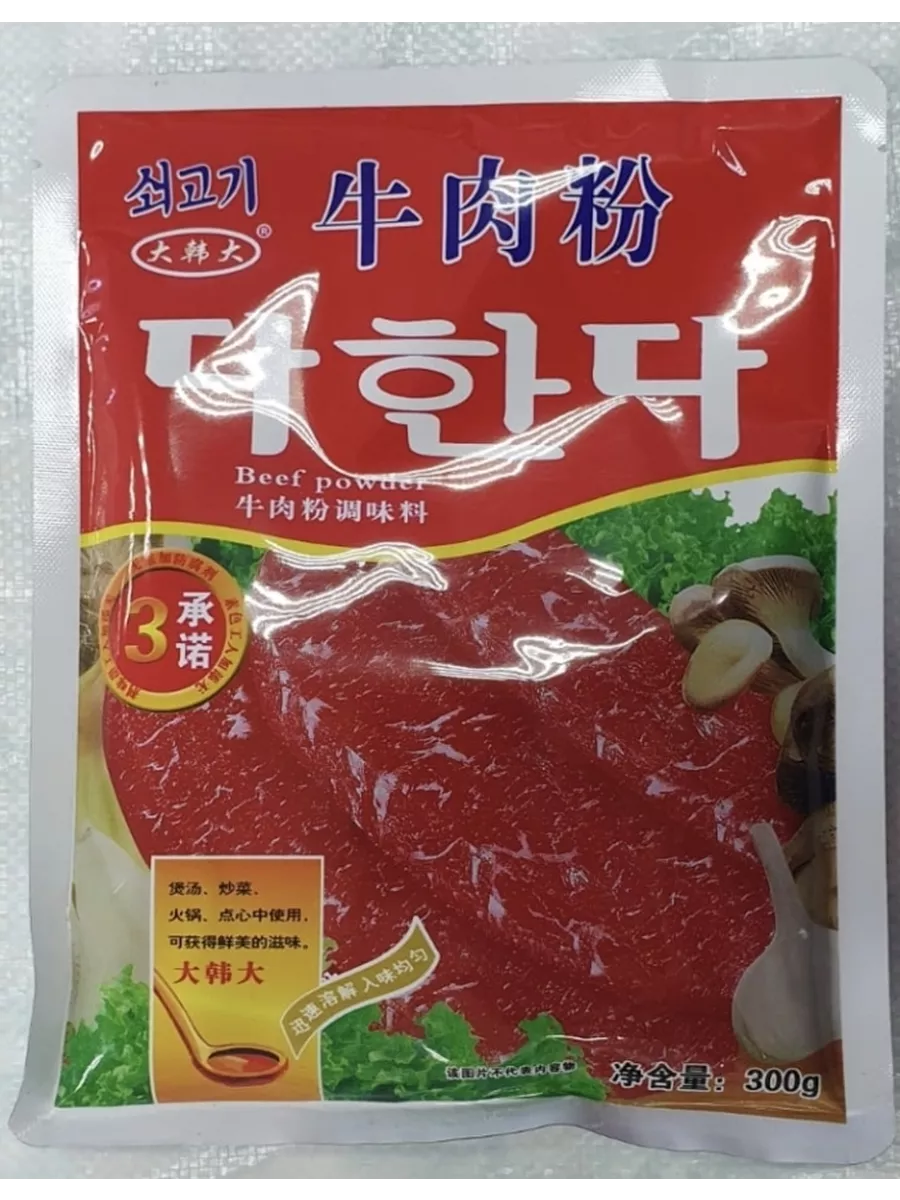 쇠고기
牛肉粉
大韩大®
다한다
Beef powder
牛肉粉调味料
3 承诺
煲汤、炒菜、
火锅、点心中使用，
可获得鲜美的滋味。
大韩大
迅速溶解 入味均匀
该图片不代表内容物
净含量：300g